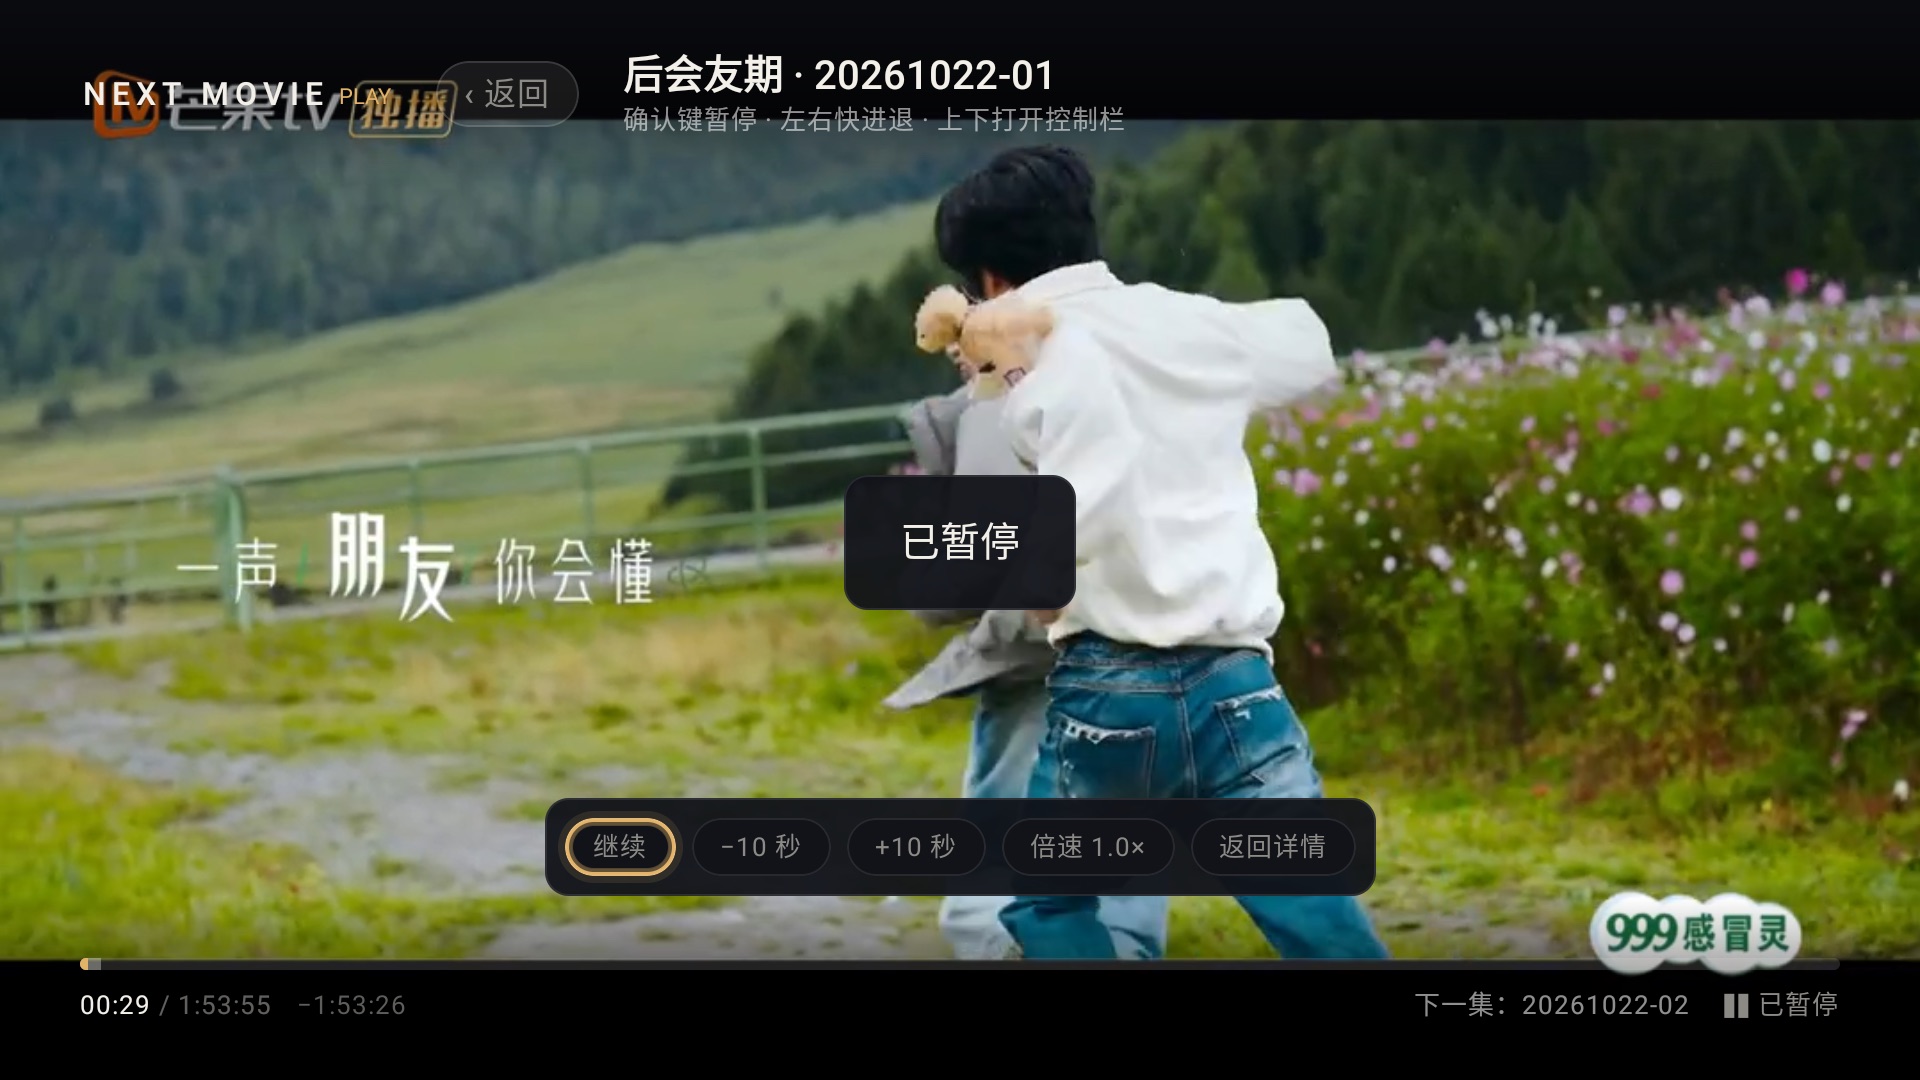 NEXT MOVIE PLAY
芒果tv 独播
‹ 返回
后会友期 · 20261022-01
确认键暂停 · 左右快进退 · 上下打开控制栏
一声 朋友 你会懂
已暂停
继续
-10 秒
+10 秒
倍速 1.0×
返回详情
999感冒灵
00:29 / 1:53:55 -1:53:26
下一集：20261022-02
已暂停